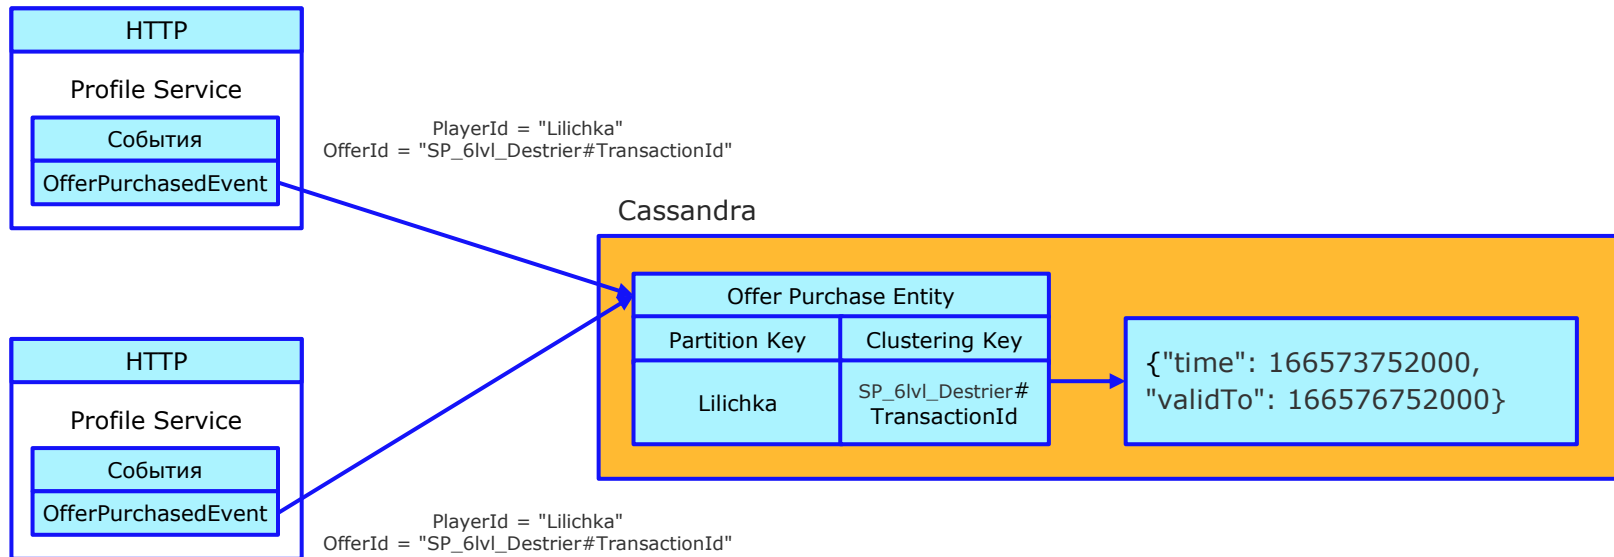 HTTP
Profile Service
События
OfferPurchasedEvent
PlayerId = "Lilichka"
OfferId = "SP_6lvl_Destrier#TransactionId"
Cassandra
Offer Purchase Entity
Partition Key
Clustering Key
Lilichka
SP_6lvl_Destrier#
TransactionId
{"time": 166573752000,
"validTo": 166576752000}
HTTP
Profile Service
События
OfferPurchasedEvent
PlayerId = "Lilichka"
OfferId = "SP_6lvl_Destrier#TransactionId"